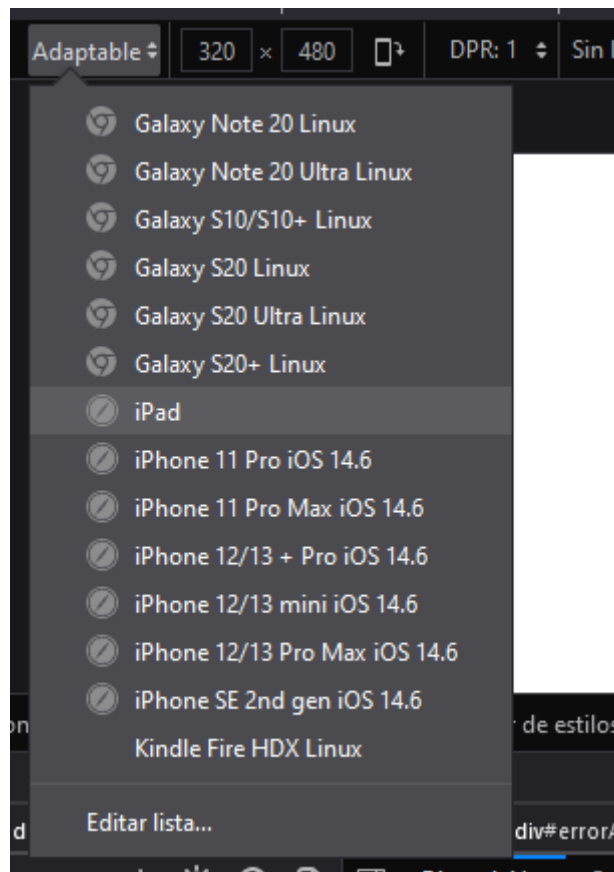 Adaptable 320 × 480 DPR: 1 Sin
Galaxy Note 20 Linux
Galaxy Note 20 Ultra Linux
Galaxy S10/S10+ Linux
Galaxy S20 Linux
Galaxy S20 Ultra Linux
Galaxy S20+ Linux
iPad
iPhone 11 Pro iOS 14.6
iPhone 11 Pro Max iOS 14.6
iPhone 12/13 + Pro iOS 14.6
iPhone 12/13 mini iOS 14.6
iPhone 12/13 Pro Max iOS 14.6
iPhone SE 2nd gen iOS 14.6
on r de estilos
Kindle Fire HDX Linux
Editar lista...
d div#error